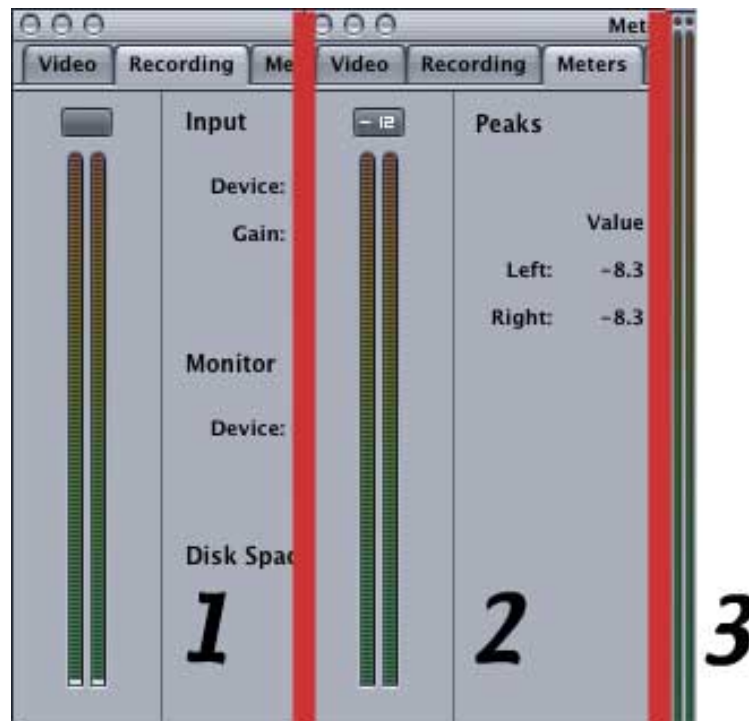 Met
Video Recording Me
Video Recording Meters
Input
- 12
Peaks
Device:
Gain:
Value
Left: -8.3
Right: -8.3
Monitor
Device:
Disk Spac
1
2
3